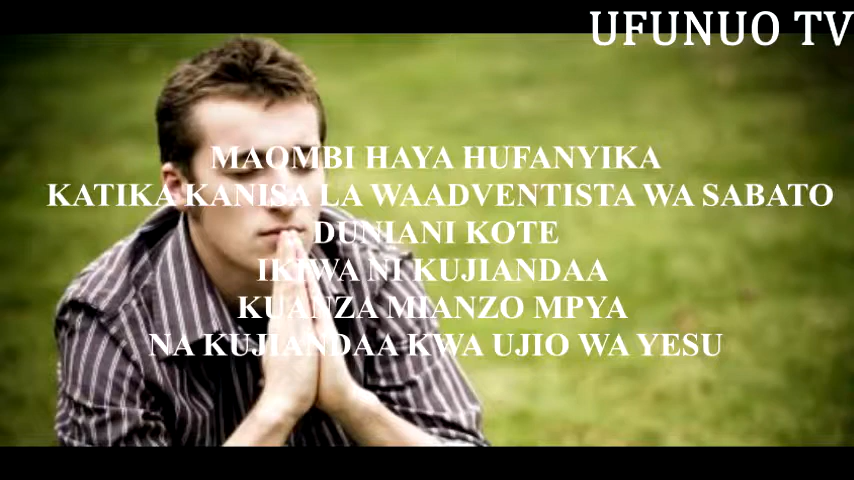 UFUNUO TV
MAOMBI HAYA HUFANYIKA
KATIKA KANISA LA WAADVENTISTA WA SABATO
DUNIANI KOTE
IKIWA NI KUJIANDAA
KUANZA MIANZO MPYA
NA KUJIANDAA KWA UJIO WA YESU